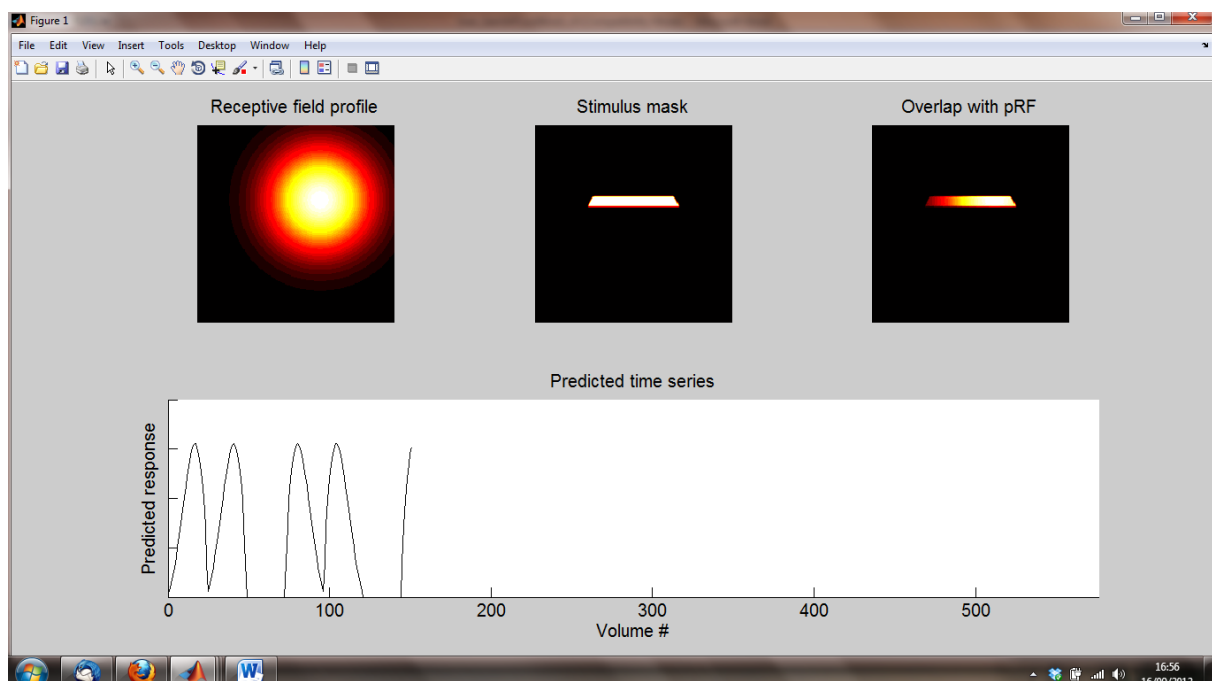 Figure 1
File Edit View Insert Tools Desktop Window Help
Receptive field profile
Stimulus mask
Overlap with pRF
Predicted time series
Predicted response
0 100 200 300 400 500
Volume #
W
16:56